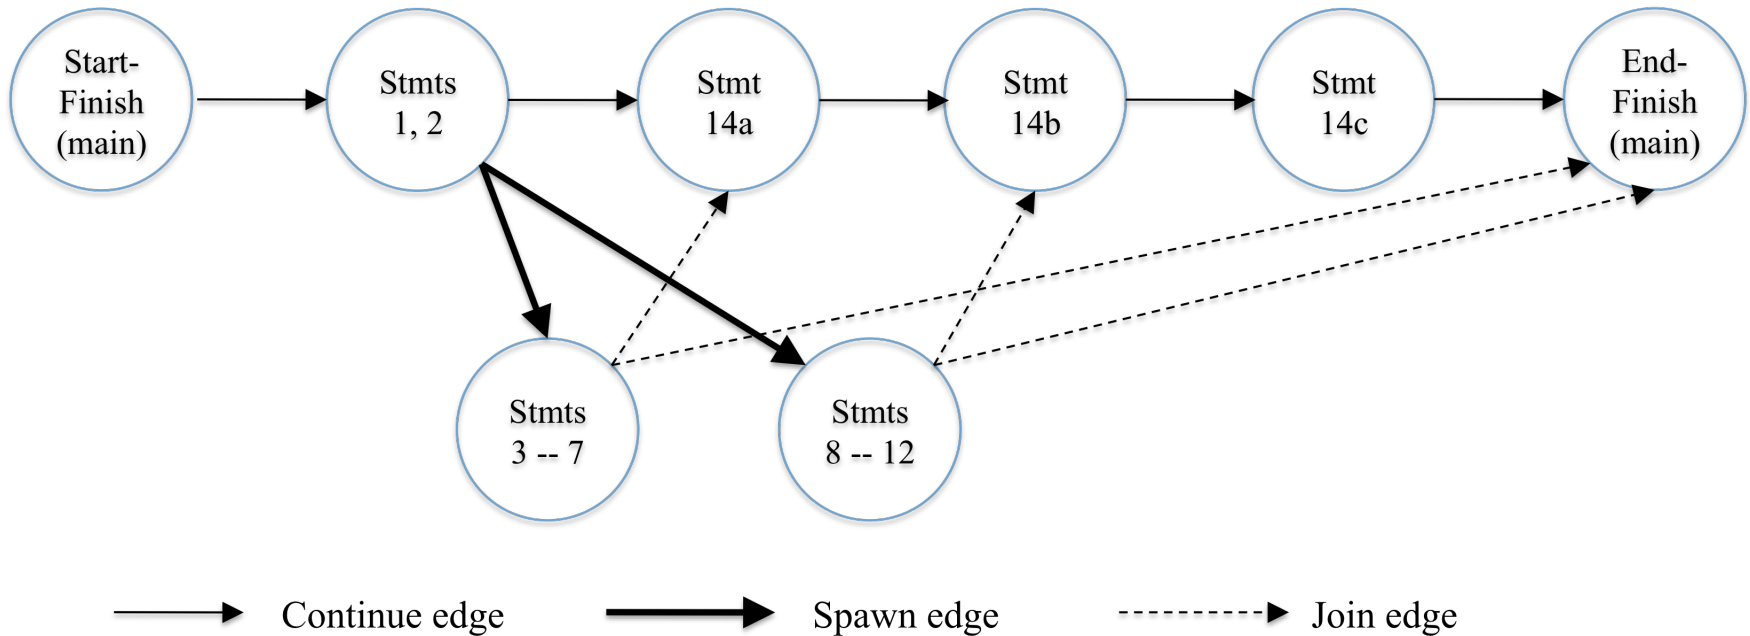 Start-
Finish
(main)
Stmts
1, 2
Stmt
14a
Stmt
14b
Stmt
14c
End-
Finish
(main)
Stmts
3 -- 7
Stmts
8 -- 12
Continue edge
Spawn edge
Join edge